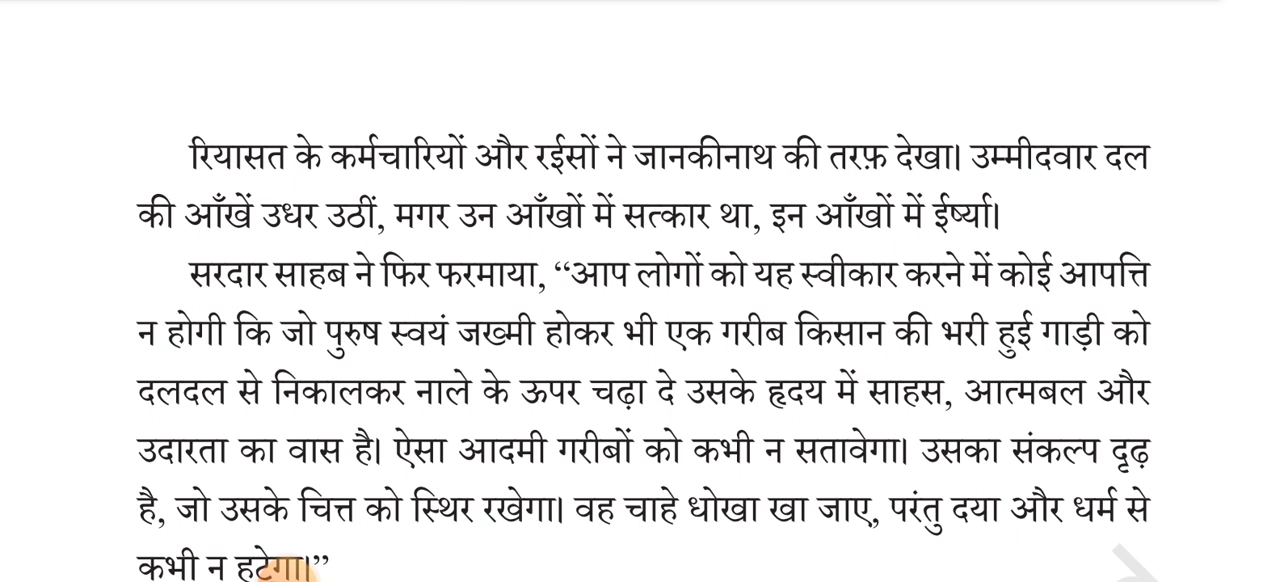 रियासत के कर्मचारियों और रईसों ने जानकीनाथ की तरफ़ देखा। उम्मीदवार दल
की आँखें उधर उठीं, मगर उन आँखों में सत्कार था, इन आँखों में ईर्ष्या।
सरदार साहब ने फिर फरमाया, “आप लोगों को यह स्वीकार करने में कोई आपत्ति
न होगी कि जो पुरुष स्वयं जख्मी होकर भी एक गरीब किसान की भरी हुई गाड़ी को
दलदल से निकालकर नाले के ऊपर चढ़ा दे उसके हृदय में साहस, आत्मबल और
उदारता का वास है। ऐसा आदमी गरीबों को कभी न सतावेगा। उसका संकल्प दृढ़
है, जो उसके चित्त को स्थिर रखेगा। वह चाहे धोखा खा जाए, परंतु दया और धर्म से
कभी न हटेगा।”